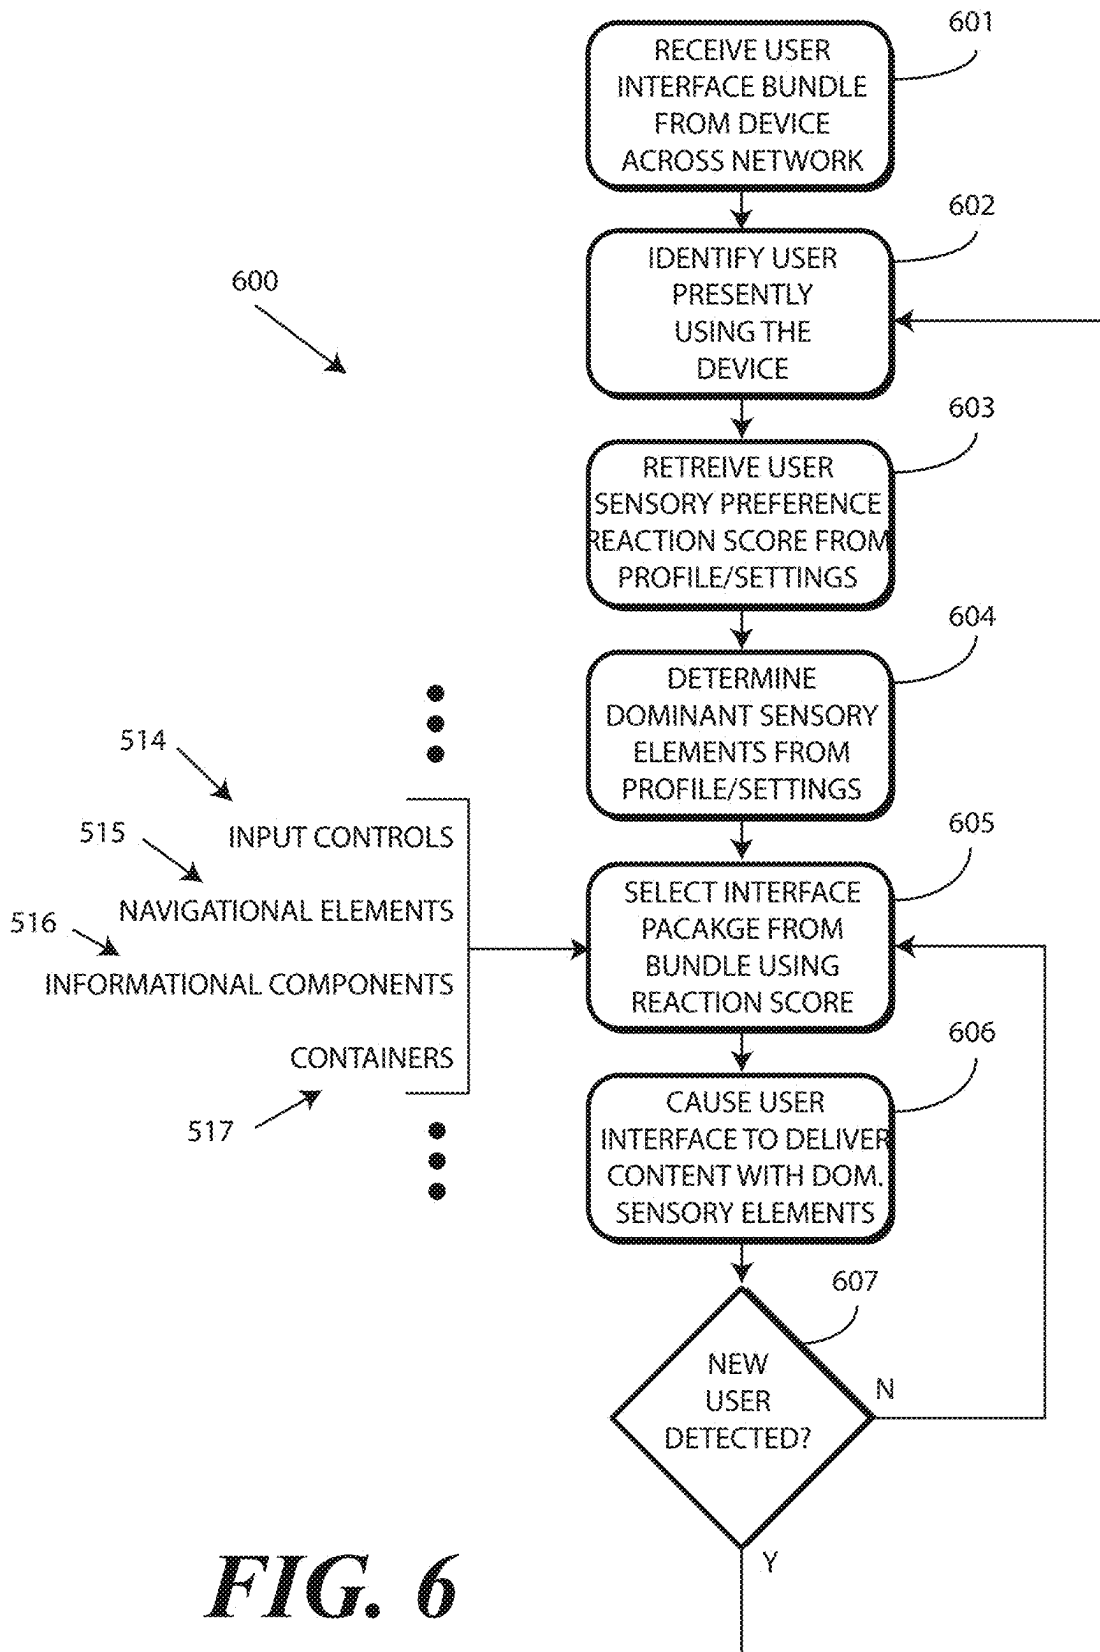 601
RECEIVE USER
INTERFACE BUNDLE
FROM DEVICE
ACROSS NETWORK
602
IDENTIFY USER
PRESENTLY
USING THE
DEVICE
600
603
RETREIVE USER
SENSORY PREFERENCE
REACTION SCORE FROM
PROFILE/SETTINGS
604
DETERMINE
DOMINANT SENSORY
ELEMENTS FROM
PROFILE/SETTINGS
514
INPUT CONTROLS
515
NAVIGATIONAL ELEMENTS
516
INFORMATIONAL COMPONENTS
CONTAINERS
517
605
SELECT INTERFACE
PACAKGE FROM
BUNDLE USING
REACTION SCORE
606
CAUSE USER
INTERFACE TO DELIVER
CONTENT WITH DOM.
SENSORY ELEMENTS
607
NEW
USER
DETECTED?
N
Y
FIG. 6